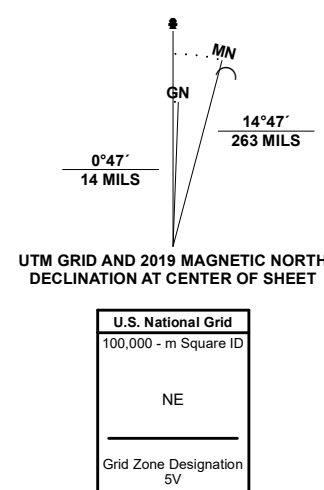 MN
GN
14°47´
263 MILS
0°47´
14 MILS
UTM GRID AND 2019 MAGNETIC NORTH
DECLINATION AT CENTER OF SHEET
U.S. National Grid
100,000 - m Square ID
NE
Grid Zone Designation
5V